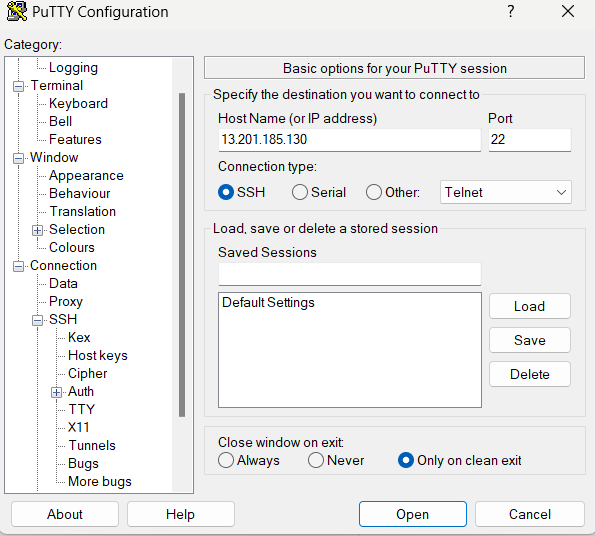 PuTTY Configuration
?
Category:
Logging
Terminal
Keyboard
Bell
Features
Window
Appearance
Behaviour
Translation
Selection
Colours
Connection
Data
Proxy
SSH
Kex
Host keys
Cipher
Auth
TTY
X11
Tunnels
Bugs
More bugs
Basic options for your PuTTY session
Specify the destination you want to connect to
Host Name (or IP address) Port
13.201.185.130 22
Connection type:
SSH Serial Other: Telnet
Load, save or delete a stored session
Saved Sessions
Default Settings
Load
Save
Delete
Close window on exit:
Always Never Only on clean exit
About Help Open Cancel